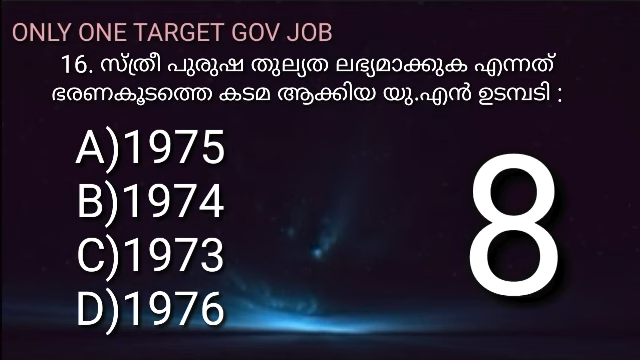 ONLY ONE TARGET GOV JOB
16. സ്ത്രീ പുരുഷ തുല്യത ലഭ്യമാക്കുക എന്നത്
ഭരണകൂടത്തെ കടമ ആക്കിയ യു.എൻ ഉടമ്പടി :
A)1975
B)1974
C)1973
D)1976
8